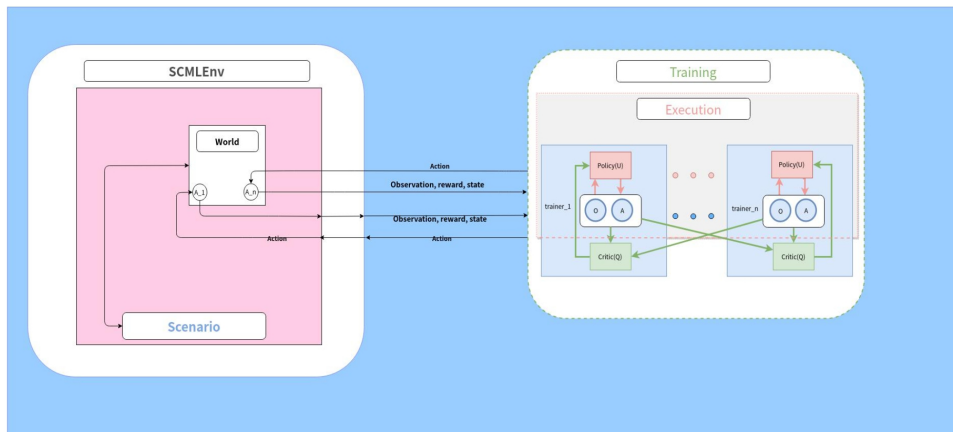 SCMLEnv
World
A_1
A_n
Scenario
Action
Observation, reward, state
Observation, reward, state
Action
Action
Training
Execution
Policy(U)
Policy(U)
trainer_1
O
A
trainer_n
O
A
Critic(Q)
Critic(Q)